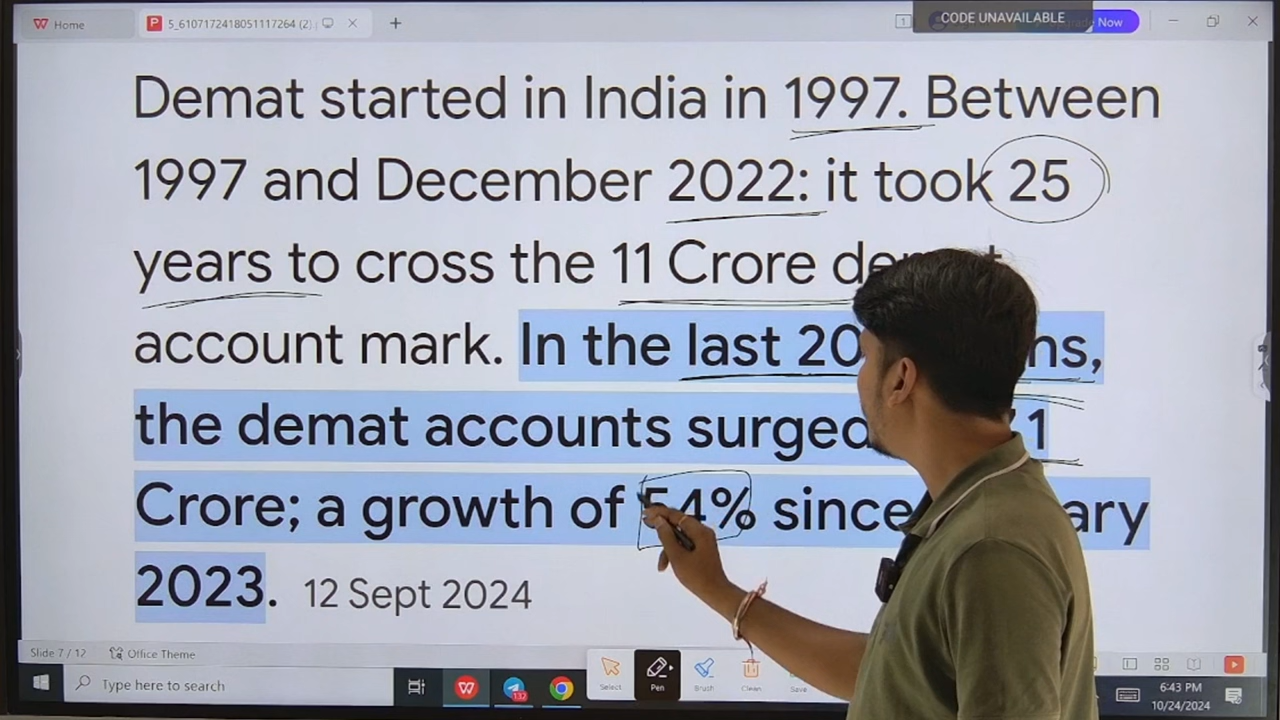 Home
5_6107172418051117264 (2)
1
CODE UNAVAILABLE
Now
Demat started in India in 1997. Between
1997 and December 2022: it took 25
years to cross the 11 Crore
account mark. In the last 20
the demat accounts surged 1
Crore; a growth of 54% since
2023. 12 Sept 2024
Slide 7 / 12
Office Theme
Type here to search
132
Select
Pen
Brush
Clean
Save
6:43 PM
10/24/2024